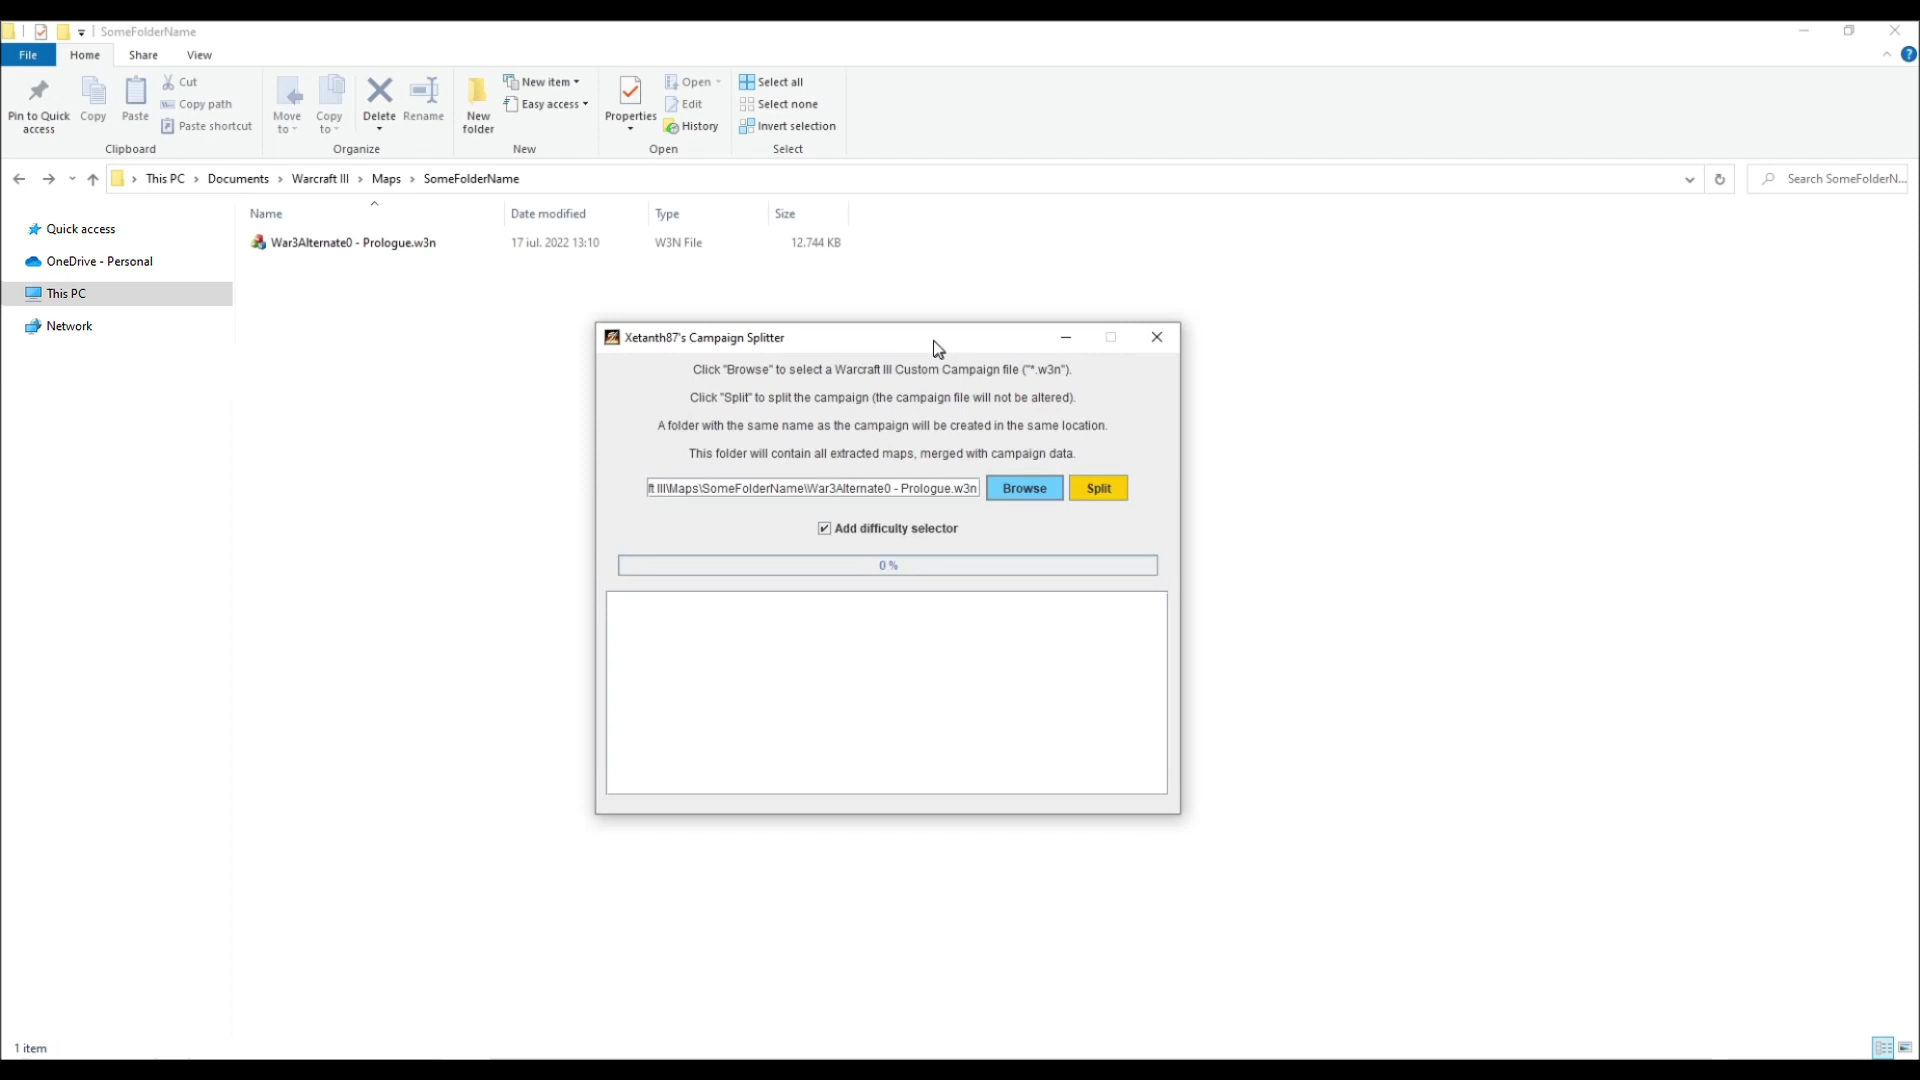 SomeFolderName
File Home Share View
Pin to Quick access
Copy
Paste
Cut
Copy path
Paste shortcut
Clipboard
Move to
Copy to
Delete
Rename
Organize
New folder
New item
Easy access
New
Properties
Open
Edit
History
Open
Select all
Select none
Invert selection
Select
This PC > Documents > Warcraft III > Maps > SomeFolderName
Search SomeFolderN...
Quick access
OneDrive - Personal
This PC
Network
Name Date modified Type Size
War3Alternate0 - Prologue.w3n 17 iul. 2022 13:10 W3N File 12.744 KB
Xetanth87's Campaign Splitter
Click "Browse" to select a Warcraft III Custom Campaign file ("*.w3n").
Click "Split" to split the campaign (the campaign file will not be altered).
A folder with the same name as the campaign will be created in the same location.
This folder will contain all extracted maps, merged with campaign data.
ft III\Maps\SomeFolderName\War3Alternate0 - Prologue.w3n Browse Split
Add difficulty selector
0 %
1 item